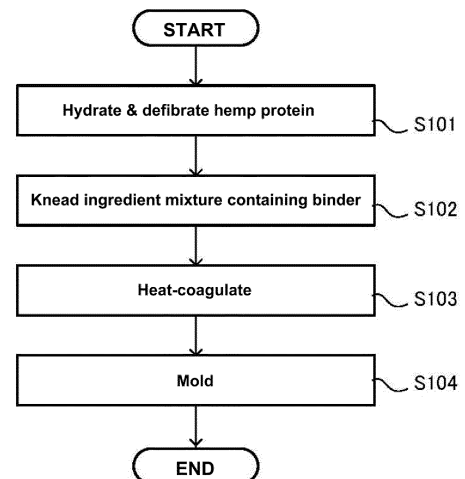 START
Hydrate & defibrate hemp protein
S101
Knead ingredient mixture containing binder
S102
Heat-coagulate
S103
Mold
S104
END